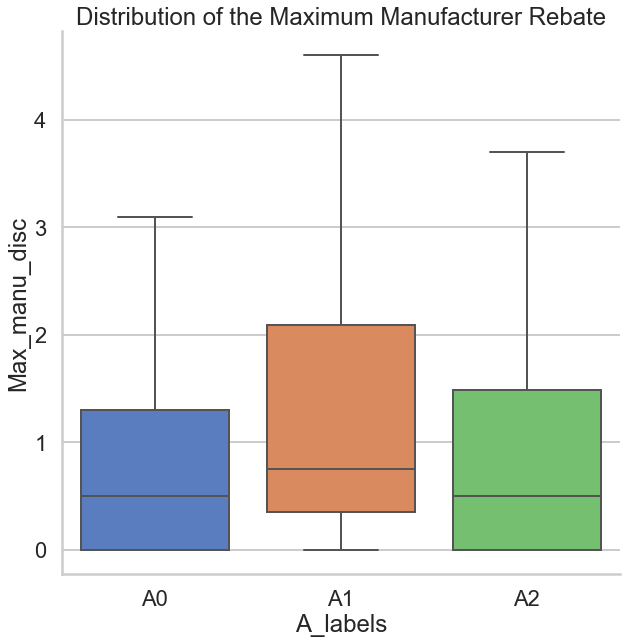 Distribution of the Maximum Manufacturer Rebate
Max_manu_disc
4
3
2
1
0
A0 A1 A2
A_labels